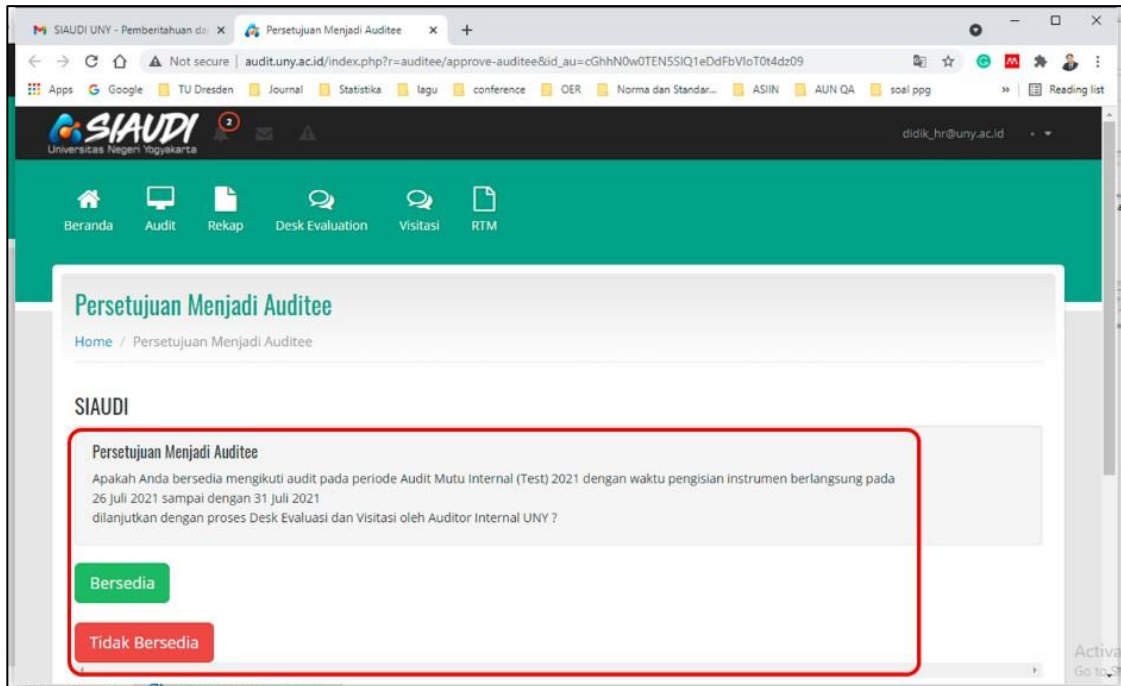 SIAUDI UNY - Pemberitahuan da
Persetujuan Menjadi Auditee
Not secure | audit.uny.ac.id/index.php?r=auditee/approve-auditee&id_au=cGhhN0w0TEN5SlQ1eDdFbVloT0t4dz09
Apps Google TU Dresden Journal Statistika lagu conference OER Norma dan Standar... ASIIN AUN QA soal ppg » Reading list
SIAUDI
Universitas Negeri Yogyakarta
2
didik_hr@uny.ac.id
Beranda Audit Rekap Desk Evaluation Visitasi RTM
Persetujuan Menjadi Auditee
Home / Persetujuan Menjadi Auditee
SIAUDI
Persetujuan Menjadi Auditee
Apakah Anda bersedia mengikuti audit pada periode Audit Mutu Internal (Test) 2021 dengan waktu pengisian instrumen berlangsung pada
26 Juli 2021 sampai dengan 31 Juli 2021
dilanjutkan dengan proses Desk Evaluasi dan Visitasi oleh Auditor Internal UNY ?
Bersedia
Tidak Bersedia
Activa
Go to S